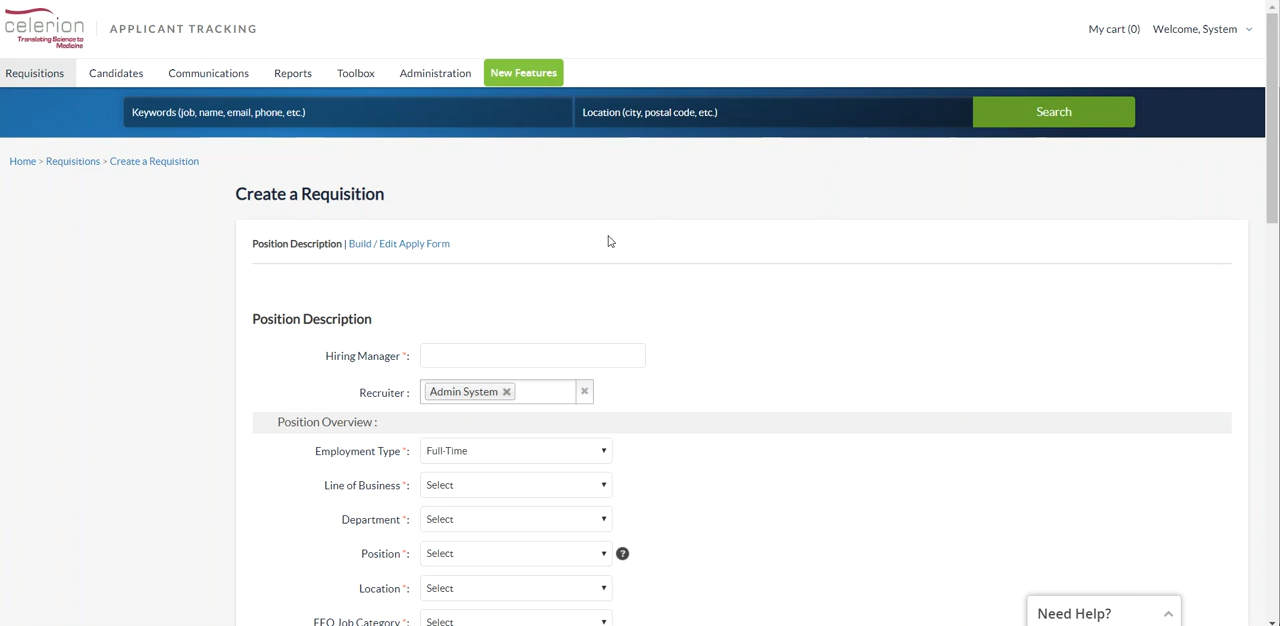 celerion
Translating Science to
Medicine
APPLICANT TRACKING
My cart (0) Welcome, System
Requisitions Candidates Communications Reports Toolbox Administration New Features
Keywords (job, name, email, phone, etc.) Location (city, postal code, etc.) Search
Home > Requisitions > Create a Requisition
Create a Requisition
Position Description | Build / Edit Apply Form
Position Description
Hiring Manager *:
Recruiter : Admin System
Position Overview :
Employment Type *: Full-Time
Line of Business *: Select
Department *: Select
Position *: Select ?
Location *: Select
EEO Job Category *: Select
Need Help?